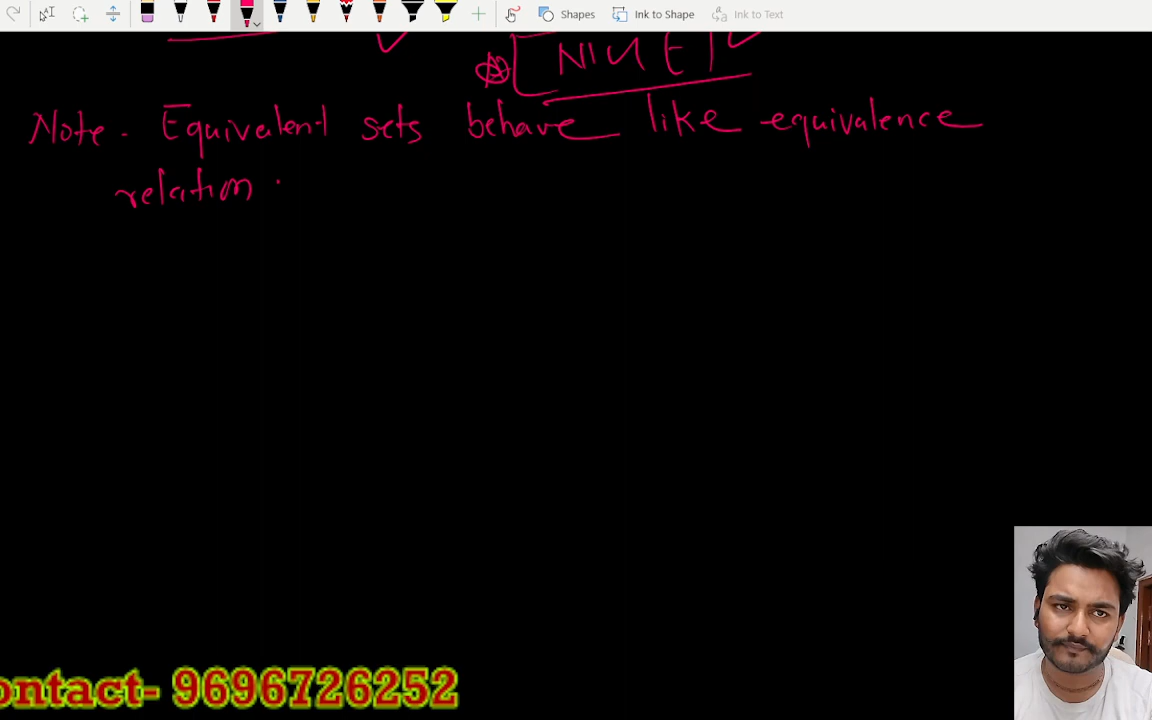 Shapes Ink to Shape Ink to Text
Note. Equivalent sets behave like equivalence
relation.
ontact- 9696726252